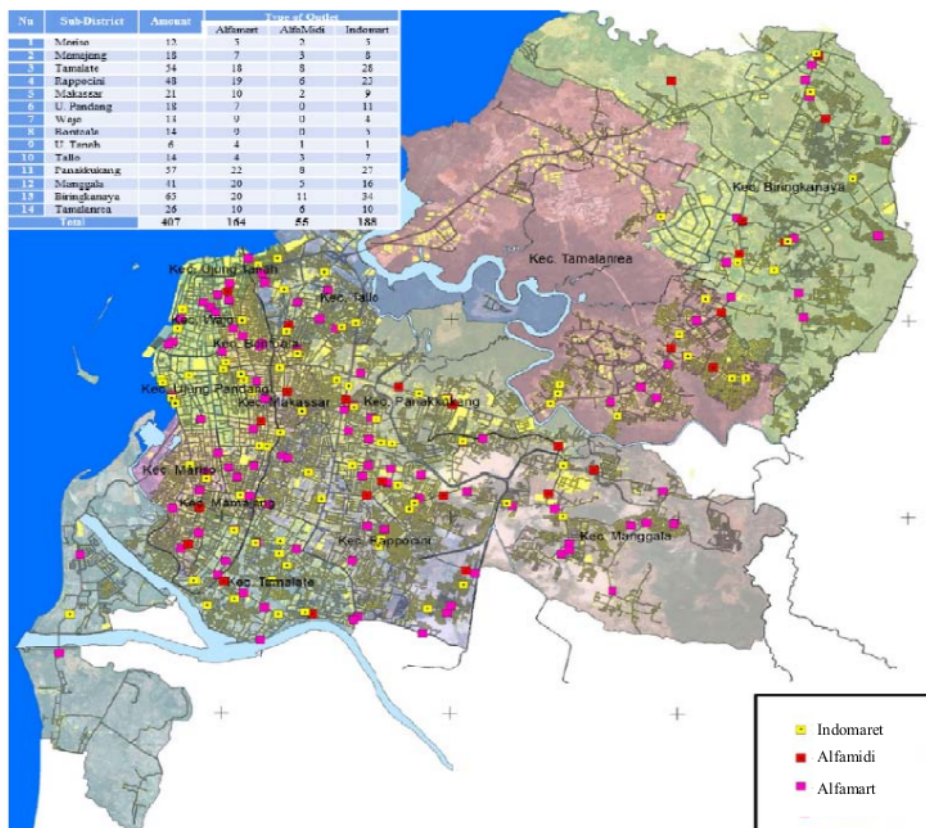 Nu Sub-District Amount Type of Outlet
Alfamart AlfaMidi Indomart
1 Mariso 12 5 2 5
2 Mamajang 18 7 3 8
3 Tamalate 54 18 8 28
4 Rappocini 48 19 6 23
5 Makassar 21 10 2 9
6 U. Pandang 18 7 0 11
7 Wajo 13 9 0 4
8 Bontoala 14 9 0 5
9 U. Tanah 6 4 1 1
10 Tallo 14 4 3 7
11 Panakkukang 57 22 8 27
12 Manggala 41 20 5 16
13 Biringkanaya 65 20 11 34
14 Tamalanrea 26 10 6 10
Total 407 164 55 188
Kec. Biringkanaya
Kec. Tamalanrea
Kec. Ujung Tanah
Kec. Tallo
Kec. Wajo
Kec. Bontoala
Kec. Ujung Pandang
Kec. Makassar
Kec. Panakkukang
Kec. Mariso
Kec. Mamajang
Kec. Rappocini
Kec. Manggala
Kec. Tamalate
Indomaret
Alfamidi
Alfamart